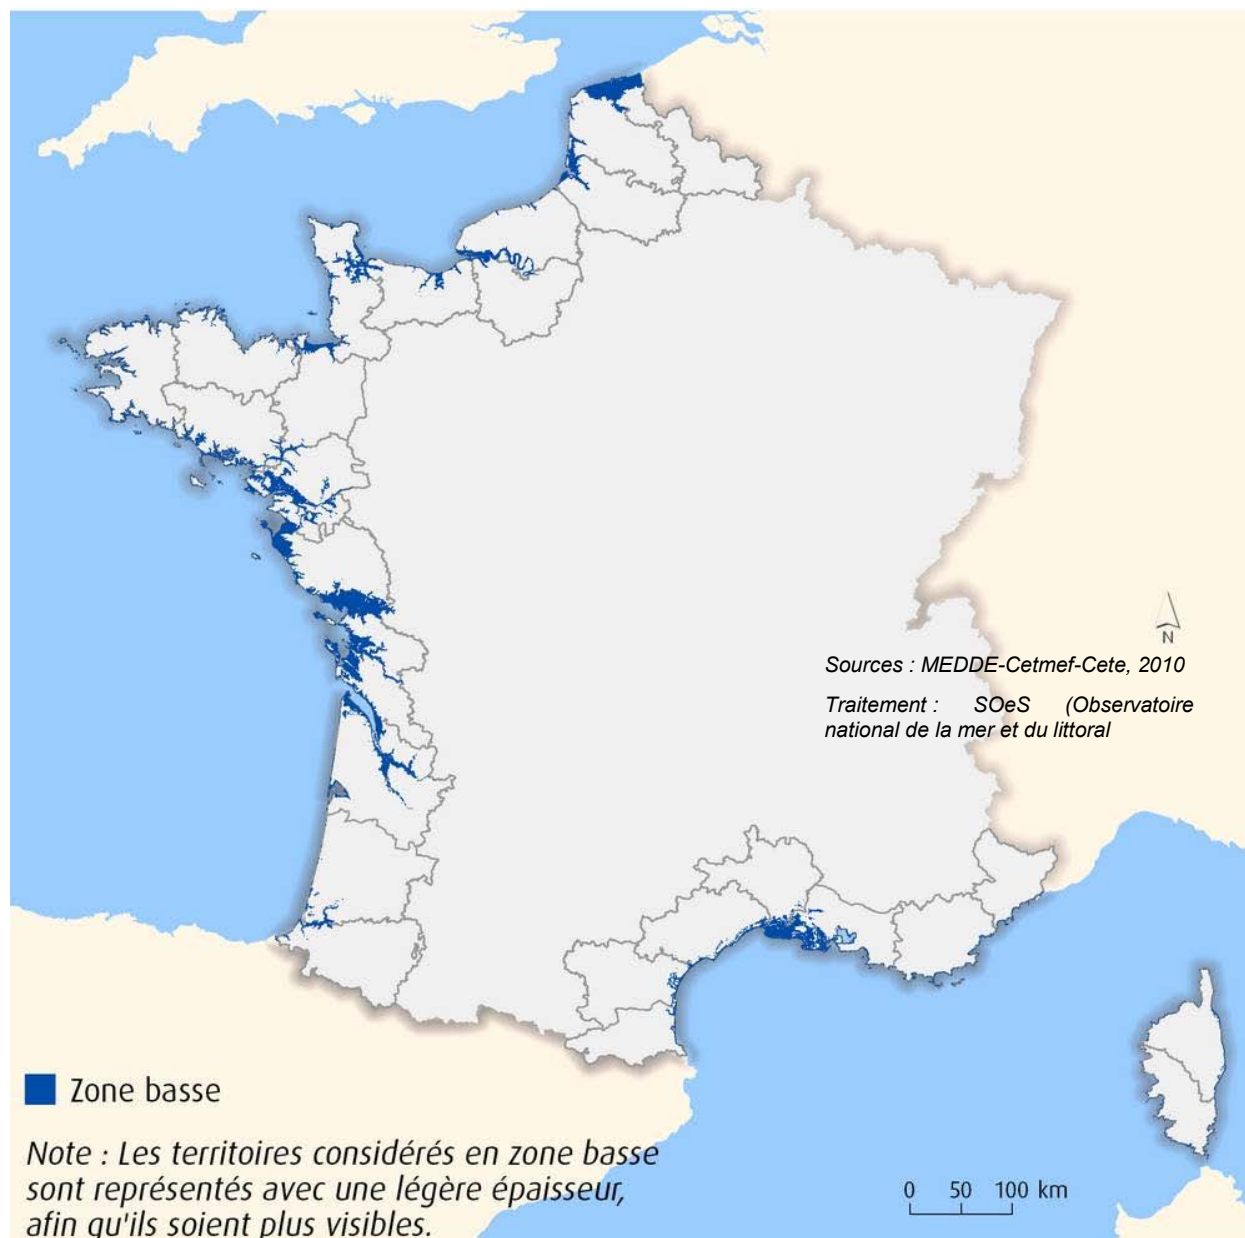 N
Sources : MEDDE-Cetmef-Cete, 2010
Traitement : SOeS (Observatoire
national de la mer et du littoral
Zone basse
Note : Les territoires considérés en zone basse
sont représentés avec une légère épaisseur,
afin qu'ils soient plus visibles.
0 50 100 km